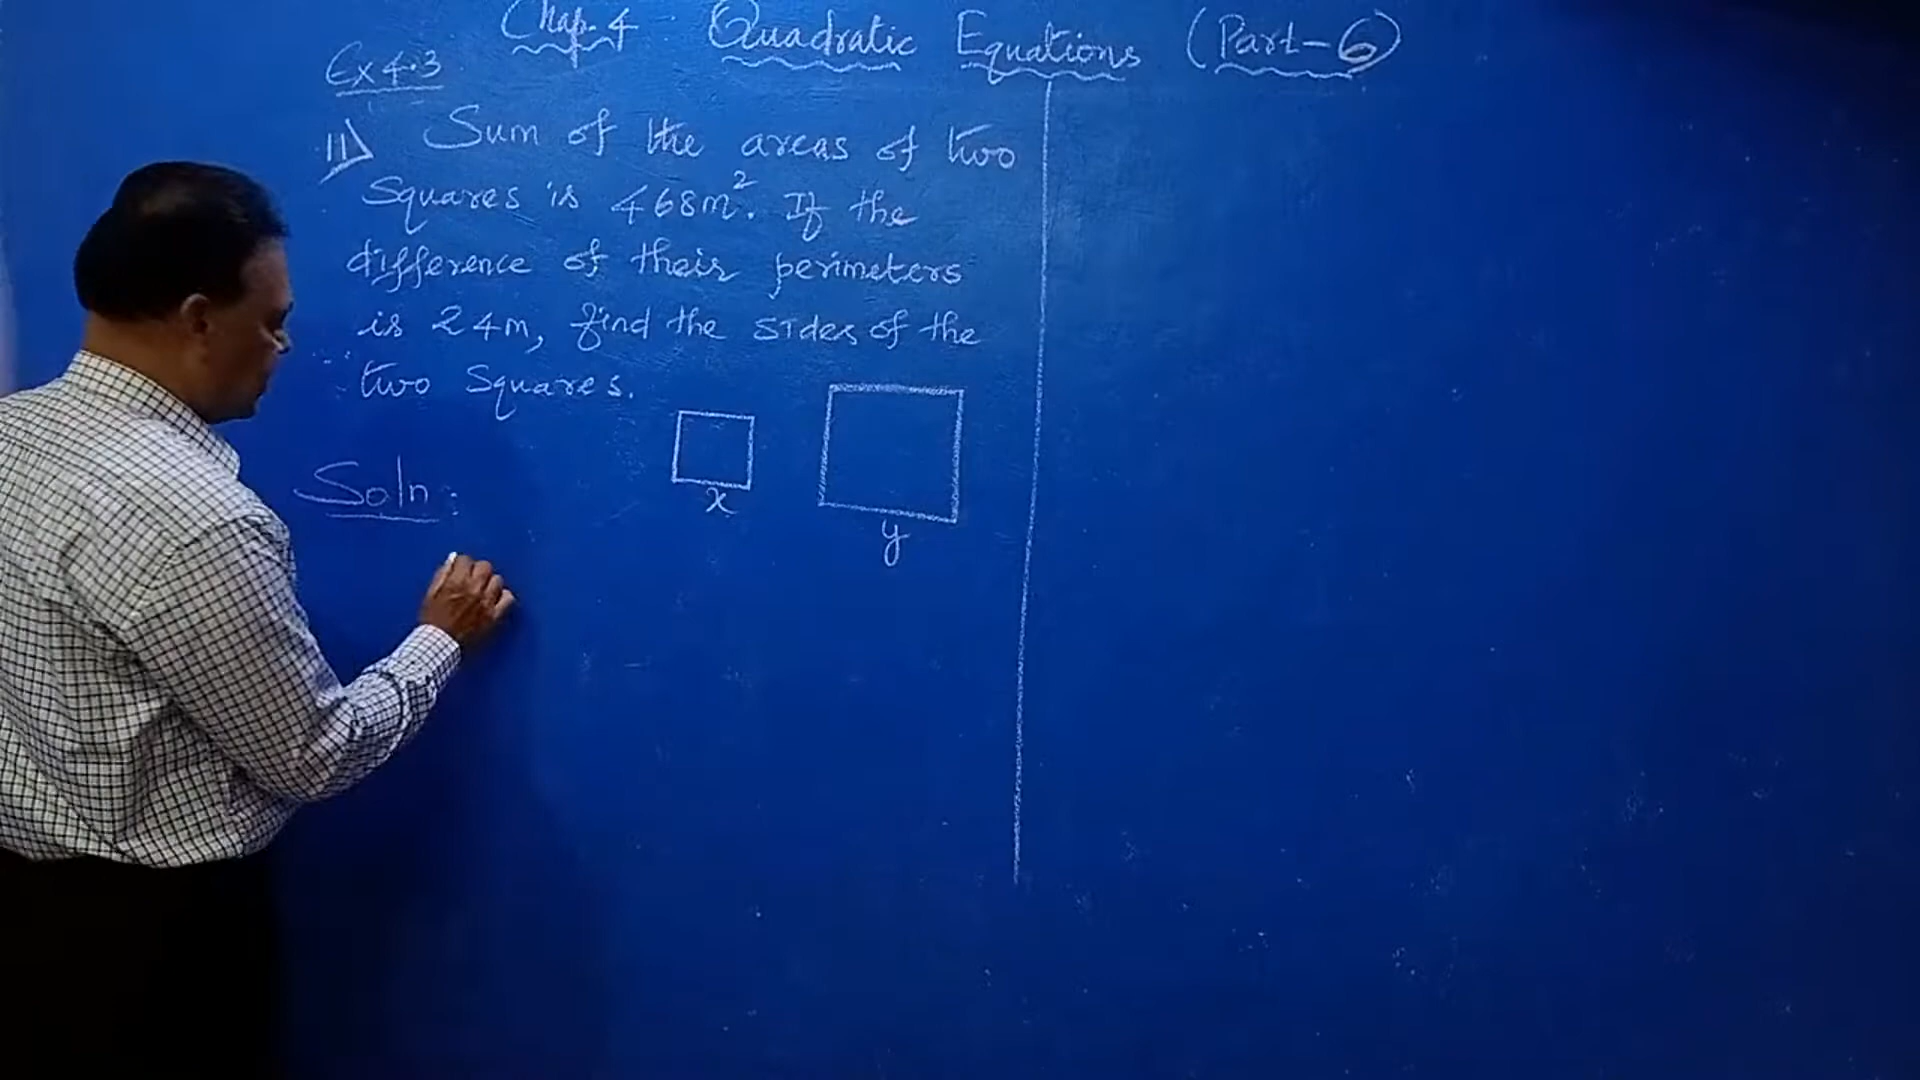 Chap-4 Quadratic Equations (Part-6)
Ex 4.3
11) Sum of the areas of two
Squares is 468m². If the
difference of their perimeters
is 24m, find the sides of the
two Squares.
x
y
Soln: